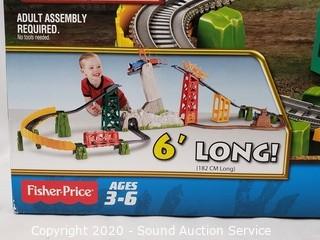 ADULT ASSEMBLY
REQUIRED.
No tools needed.
6' LONG!
(182 CM Long)
Fisher-Price
AGES
3-6
Copyright 2020 - Sound Auction Service